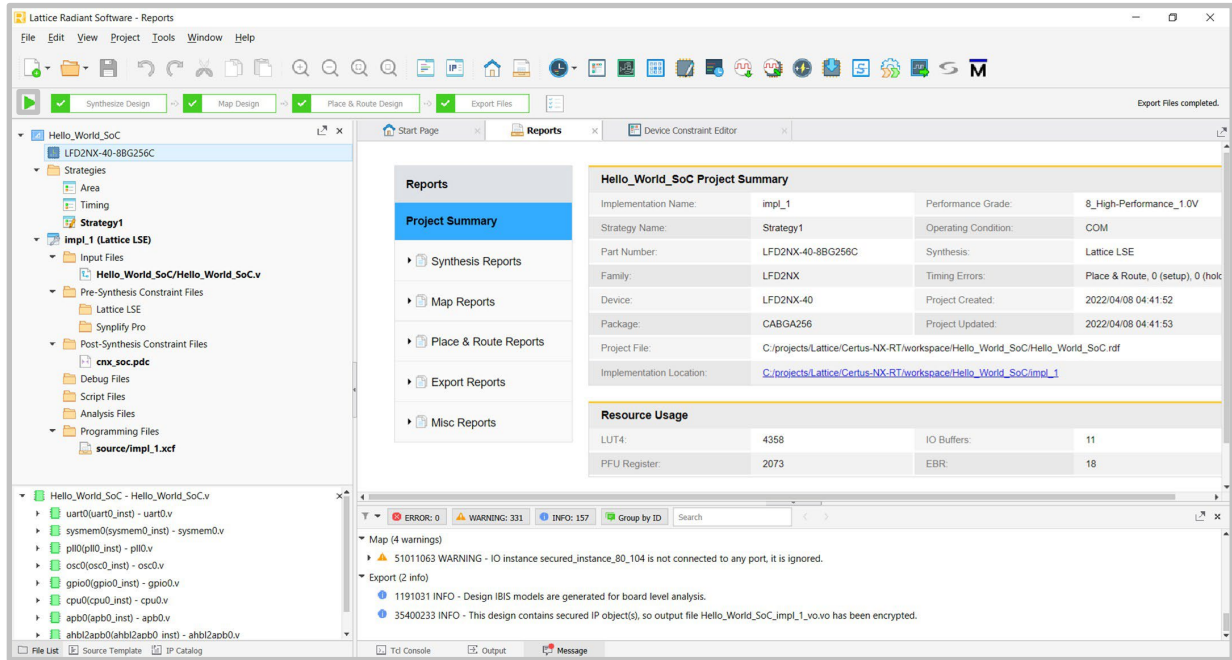 Lattice Radiant Software - Reports
File Edit View Project Tools Window Help
Synthesize Design Map Design Place & Route Design Export Files Export Files completed.
Hello_World_SoC
LFD2NX-40-8BG256C
Strategies
Area
Timing
Strategy1
impl_1 (Lattice LSE)
Input Files
Hello_World_SoC/Hello_World_SoC.v
Pre-Synthesis Constraint Files
Lattice LSE
Synplify Pro
Post-Synthesis Constraint Files
cnx_soc.pdc
Debug Files
Script Files
Analysis Files
Programming Files
source/impl_1.xcf
Hello_World_SoC - Hello_World_SoC.v
uart0(uart0_inst) - uart0.v
sysmem0(sysmem0_inst) - sysmem0.v
pll0(pll0_inst) - pll0.v
osc0(osc0_inst) - osc0.v
gpio0(gpio0_inst) - gpio0.v
cpu0(cpu0_inst) - cpu0.v
apb0(apb0_inst) - apb0.v
ahbl2apb0(ahbl2apb0_inst) - ahbl2apb0.v
File List Source Template IP Catalog
Start Page Reports Device Constraint Editor
Reports
Project Summary
Synthesis Reports
Map Reports
Place & Route Reports
Export Reports
Misc Reports
Hello_World_SoC Project Summary
Implementation Name: impl_1 Performance Grade: 8_High-Performance_1.0V
Strategy Name: Strategy1 Operating Condition: COM
Part Number: LFD2NX-40-8BG256C Synthesis: Lattice LSE
Family: LFD2NX Timing Errors: Place & Route, 0 (setup), 0 (hold
Device: LFD2NX-40 Project Created: 2022/04/08 04:41:52
Package: CABGA256 Project Updated: 2022/04/08 04:41:53
Project File: C:/projects/Lattice/Certus-NX-RT/workspace/Hello_World_SoC/Hello_World_SoC.rdf
Implementation Location: C:/projects/Lattice/Certus-NX-RT/workspace/Hello_World_SoC/impl_1
Resource Usage
LUT4: 4358 IO Buffers: 11
PFU Register: 2073 EBR: 18
ERROR: 0 WARNING: 331 INFO: 157 Group by ID Search
Map (4 warnings)
51011063 WARNING - IO instance secured_instance_80_104 is not connected to any port, it is ignored.
Export (2 info)
1191031 INFO - Design IBIS models are generated for board level analysis.
35400233 INFO - This design contains secured IP object(s), so output file Hello_World_SoC_impl_1_vo.vo has been encrypted.
Tcl Console Output Message